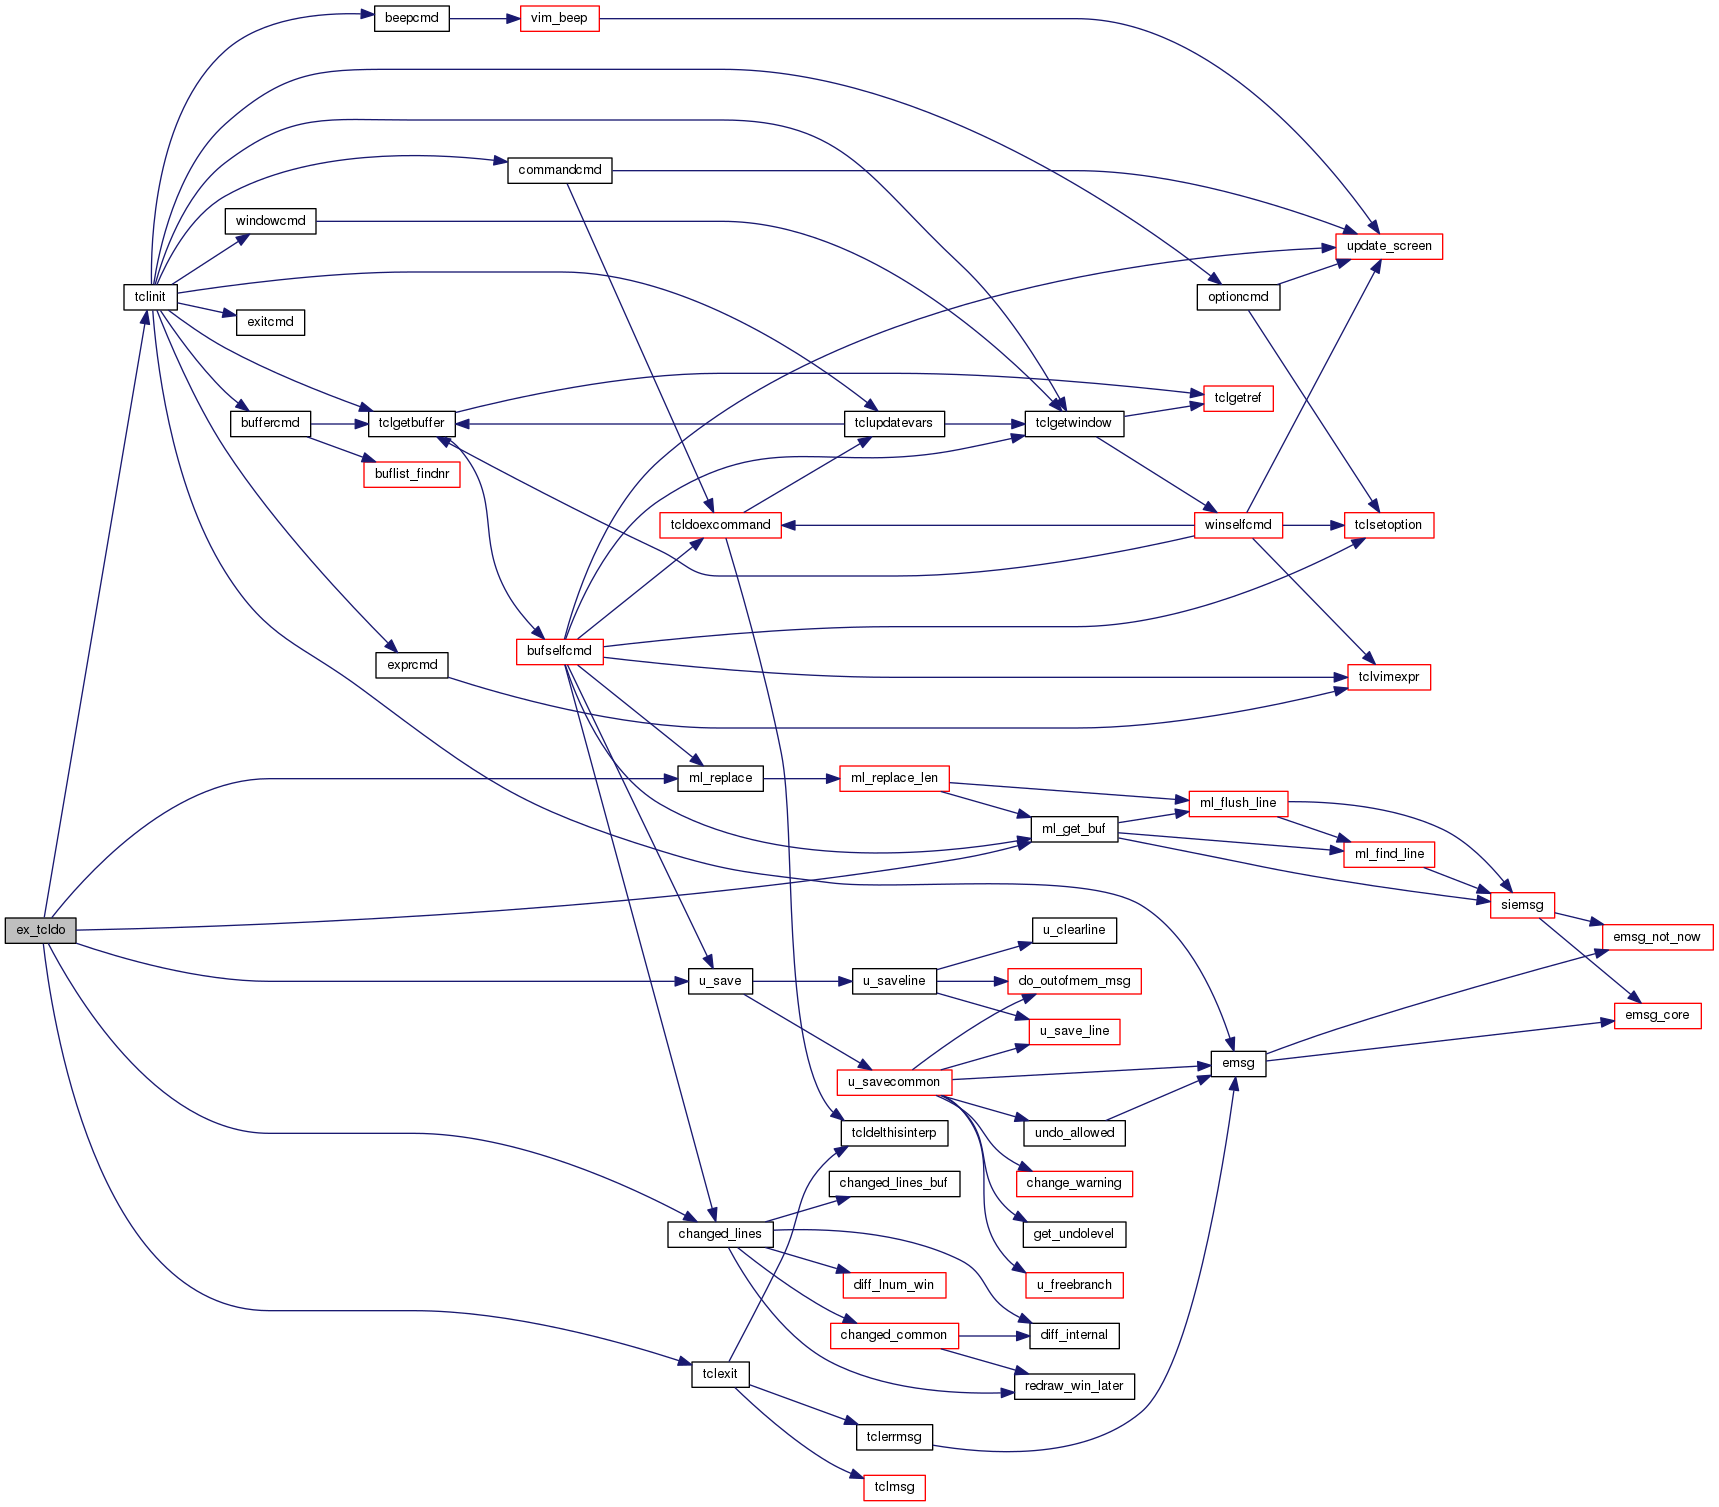 beepcmd
vim_beep
commandcmd
windowcmd
update_screen
tclinit
optioncmd
exitcmd
tclgetref
buffercmd
tclgetbuffer
tclupdatevars
tclgetwindow
buflist_findnr
tcldoexcommand
winselfcmd
tclsetoption
bufselfcmd
exprcmd
tclvimexpr
ml_replace
ml_replace_len
ml_flush_line
ml_get_buf
ml_find_line
siemsg
ex_tcldo
u_clearline
emsg_not_now
u_save
u_saveline
do_outofmem_msg
emsg_core
u_save_line
emsg
u_savecommon
tcldelthisinterp
undo_allowed
changed_lines_buf
change_warning
changed_lines
get_undolevel
diff_lnum_win
u_freebranch
changed_common
diff_internal
tclexit
redraw_win_later
tclerrmsg
tclmsg